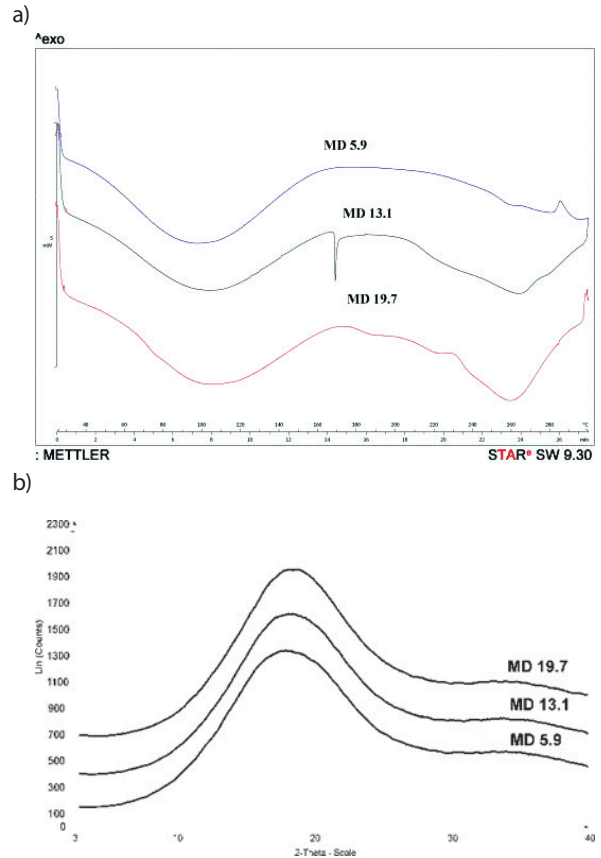 a)
^exo
MD 5.9
MD 13.1
5
mW
MD 19.7
40 60 80 100 120 140 160 180 200 220 240 260 280 °C
0 2 4 6 8 10 12 14 16 18 20 22 24 26 min
: METTLER STARe SW 9.30
b)
2300
2100
1900
1700
1500
1300
1100
900
700
500
300
100
0
Lin (Counts)
MD 19.7
MD 13.1
MD 5.9
3 10 20 30 40
2-Theta - Scale